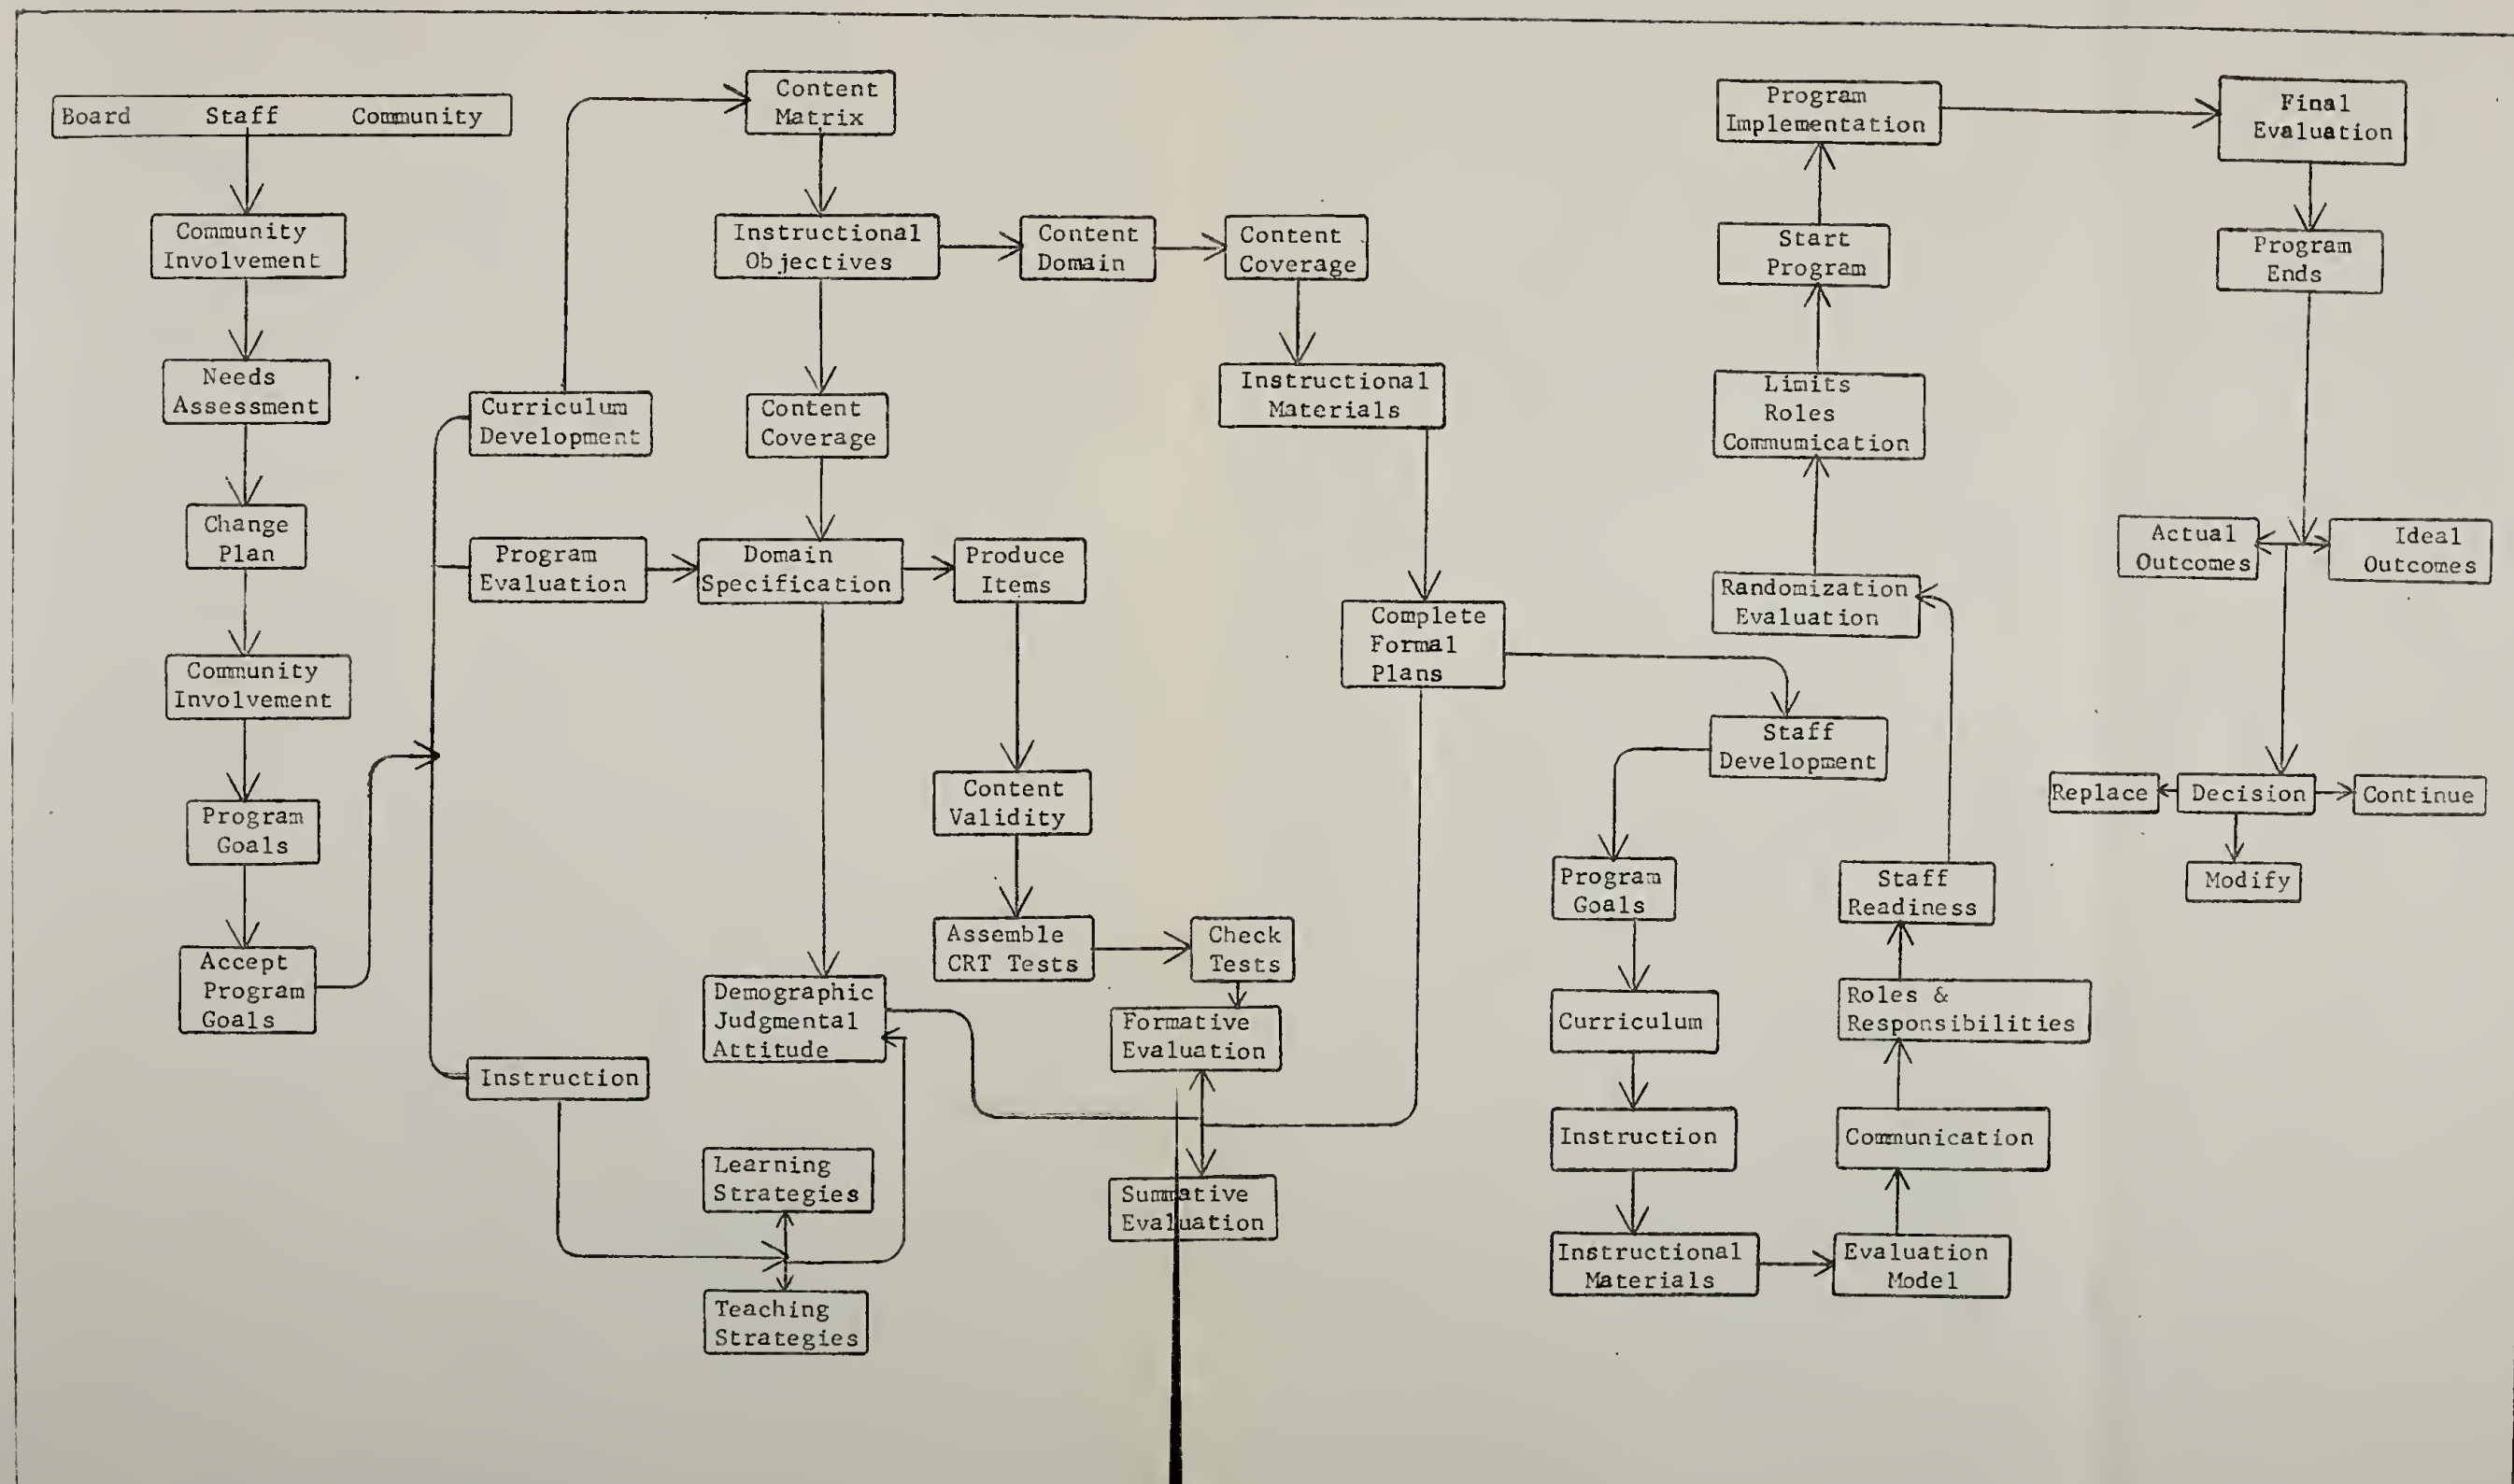 Board Staff Community
Community
Involvement
Needs
Assessment
Change
Plan
Community
Involvement
Program
Goals
Accept
Program
Goals
Curriculum
Development
Program
Evaluation
Instruction
Content
Matrix
Instructional
Objectives
Content
Domain
Content
Coverage
Instructional
Materials
Content
Coverage
Domain
Specification
Produce
Items
Content
Validity
Assemble
CRT Tests
Check
Tests
Formative
Evaluation
Summative
Evaluation
Demographic
Judgmental
Attitude
Learning
Strategies
Teaching
Strategies
Complete
Formal
Plans
Staff
Development
Program
Goals
Curriculum
Instruction
Instructional
Materials
Evaluation
Model
Communication
Roles &
Responsibilities
Staff
Readiness
Randomization
Evaluation
Limits
Roles
Commumication
Start
Program
Program
Implementation
Final
Evaluation
Program
Ends
Actual
Outcomes
Ideal
Outcomes
Replace
Decision
Continue
Modify